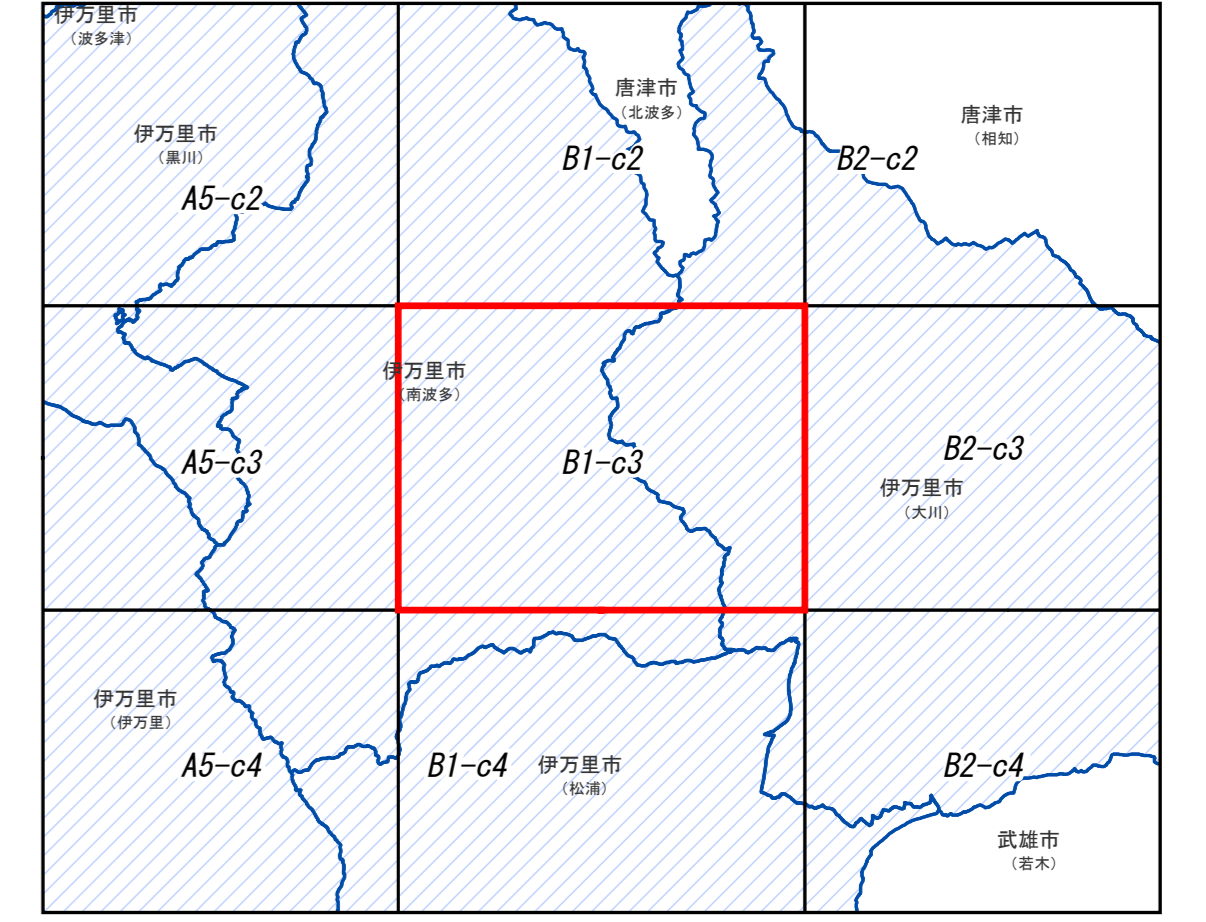 伊万里市
（波多津）
唐津市
（北波多）
唐津市
（相知）
伊万里市
（黒川）
B1-c2
B2-c2
A5-c2
伊万里市
（南波多）
A5-c3
B1-c3
B2-c3
伊万里市
（大川）
伊万里市
（伊万里）
A5-c4
B1-c4
伊万里市
（松浦）
B2-c4
武雄市
（若木）